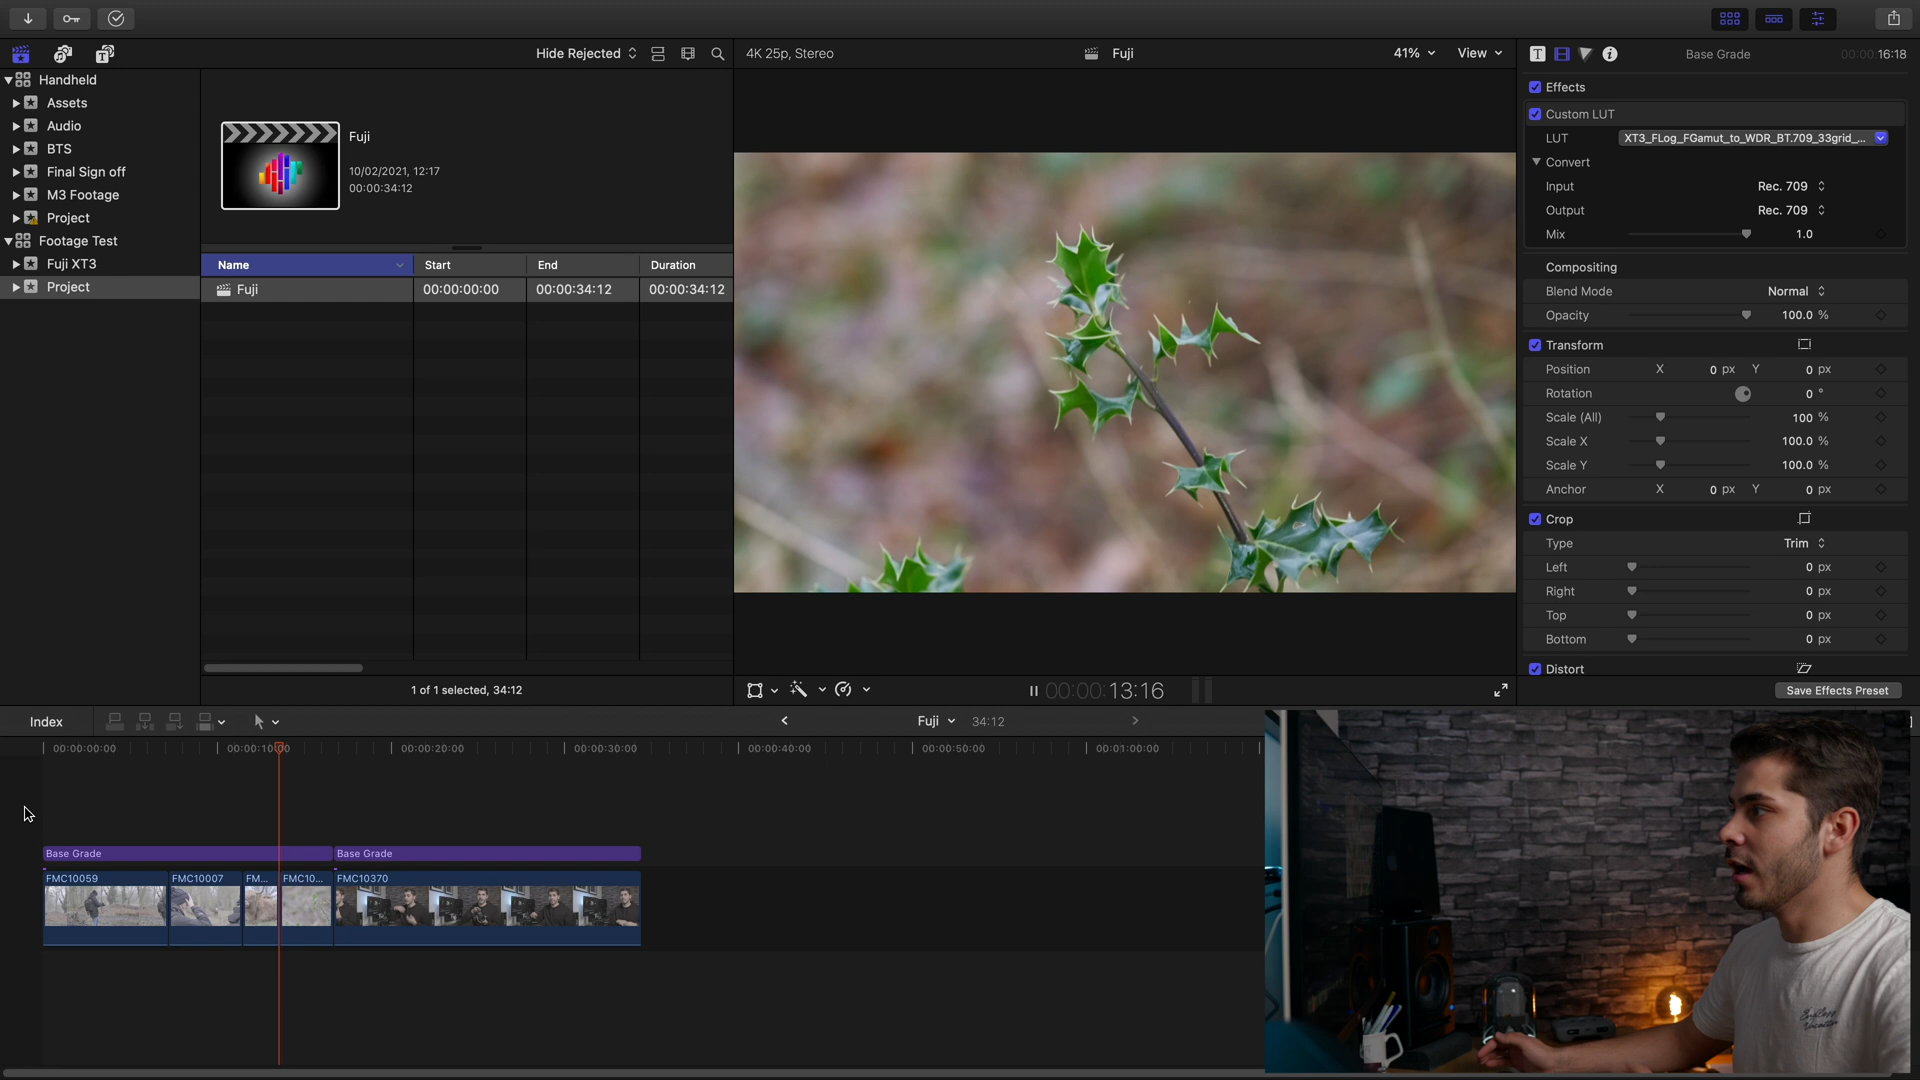 Hide Rejected
4K 25p, Stereo
Fuji
41%
View
Base Grade
00:00:16:18
Handheld
Assets
Audio
BTS
Final Sign off
M3 Footage
Project
Footage Test
Fuji XT3
Project
Fuji
10/02/2021, 12:17
00:00:34:12
Name Start End Duration
Fuji 00:00:00:00 00:00:34:12 00:00:34:12
1 of 1 selected, 34:12
Effects
Custom LUT
LUT XT3_FLog_FGamut_to_WDR_BT.709_33grid_...
Convert
Input Rec. 709
Output Rec. 709
Mix 1.0
Compositing
Blend Mode Normal
Opacity 100.0 %
Transform
Position X 0 px Y 0 px
Rotation 0 °
Scale (All) 100 %
Scale X 100.0 %
Scale Y 100.0 %
Anchor X 0 px Y 0 px
Crop
Type Trim
Left 0 px
Right 0 px
Top 0 px
Bottom 0 px
Distort
Save Effects Preset
00:00:13:16
Index
Fuji 34:12
00:00:00:00 00:00:10:00 00:00:20:00 00:00:30:00 00:00:40:00 00:00:50:00 00:01:00:00
Base Grade Base Grade
FMC10059 FMC10007 FM... FMC10... FMC10370